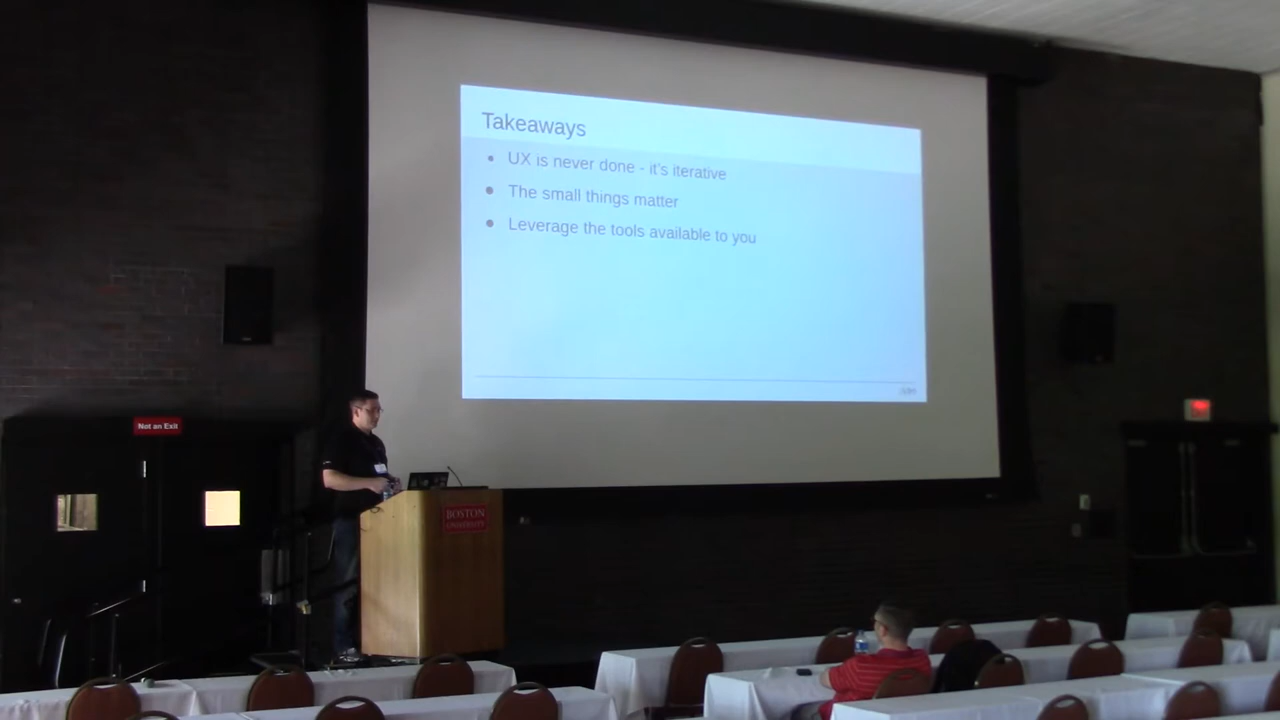 Takeaways
UX is never done - it's iterative
The small things matter
Leverage the tools available to you
Not an Exit
BOSTON
UNIVERSITY